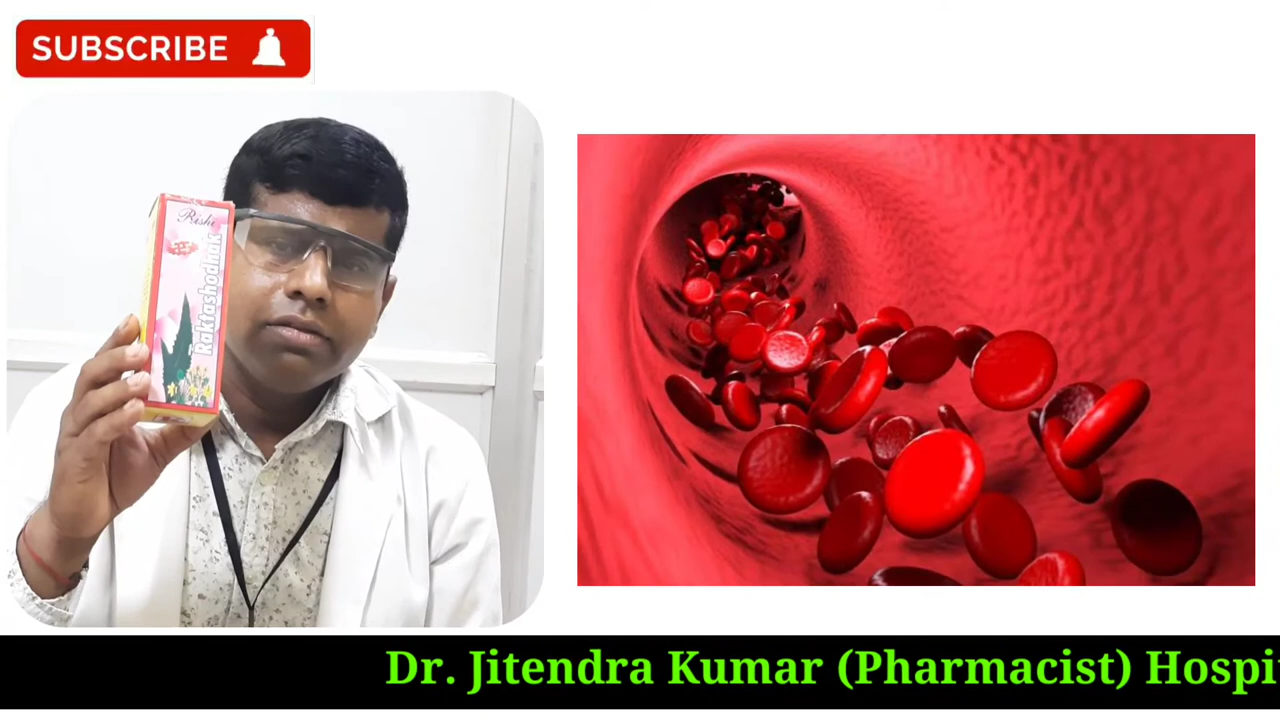 SUBSCRIBE
Rishi
Raktashodhak
Dr. Jitendra Kumar (Pharmacist) Hospi